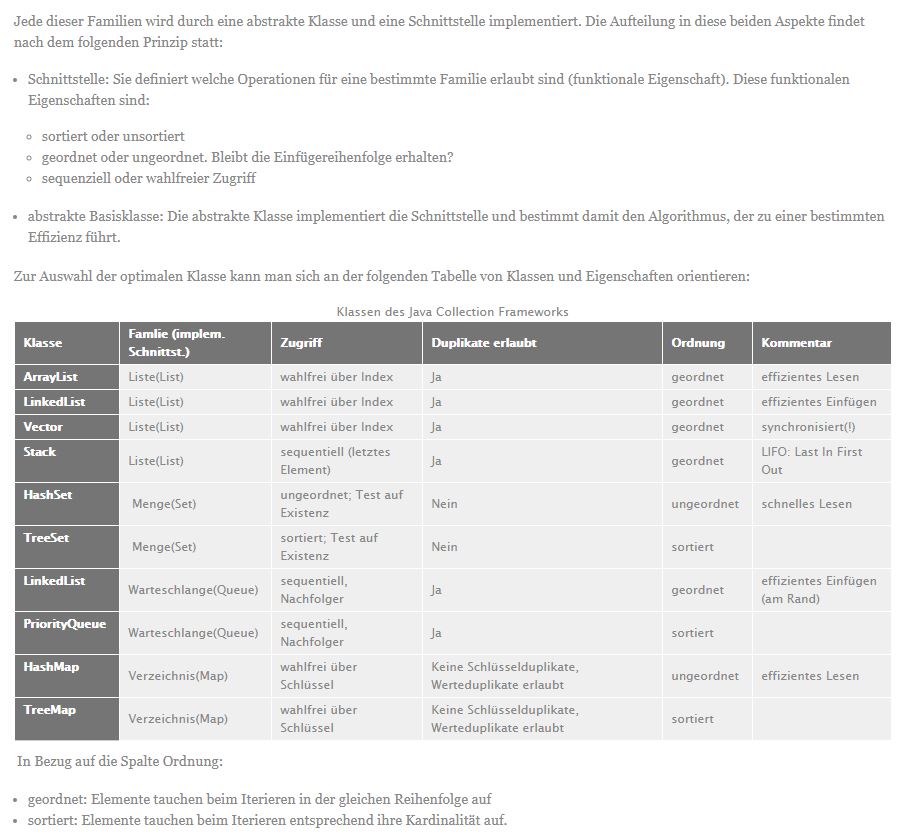 Jede dieser Familien wird durch eine abstrakte Klasse und eine Schnittstelle implementiert. Die Aufteilung in diese beiden Aspekte findet
nach dem folgenden Prinzip statt:
• Schnittstelle: Sie definiert welche Operationen für eine bestimmte Familie erlaubt sind (funktionale Eigenschaft). Diese funktionalen
Eigenschaften sind:
◦ sortiert oder unsortiert
◦ geordnet oder ungeordnet. Bleibt die Einfügereihenfolge erhalten?
◦ sequenziell oder wahlfreier Zugriff
• abstrakte Basisklasse: Die abstrakte Klasse implementiert die Schnittstelle und bestimmt damit den Algorithmus, der zu einer bestimmten
Effizienz führt.
Zur Auswahl der optimalen Klasse kann man sich an der folgenden Tabelle von Klassen und Eigenschaften orientieren:
Klassen des Java Collection Frameworks
Klasse
Famlie (implem.
Schnittst.)
Zugriff
Duplikate erlaubt
Ordnung
Kommentar
ArrayList
Liste(List)
wahlfrei über Index
Ja
geordnet
effizientes Lesen
LinkedList
Liste(List)
wahlfrei über Index
Ja
geordnet
effizientes Einfügen
Vector
Liste(List)
wahlfrei über Index
Ja
geordnet
synchronisiert(!)
Stack
Liste(List)
sequentiell (letztes
Element)
Ja
geordnet
LIFO: Last In First
Out
HashSet
Menge(Set)
ungeordnet; Test auf
Existenz
Nein
ungeordnet
schnelles Lesen
TreeSet
Menge(Set)
sortiert; Test auf
Existenz
Nein
sortiert
LinkedList
Warteschlange(Queue)
sequentiell,
Nachfolger
Ja
geordnet
effizientes Einfügen
(am Rand)
PriorityQueue
Warteschlange(Queue)
sequentiell,
Nachfolger
Ja
sortiert
HashMap
Verzeichnis(Map)
wahlfrei über
Schlüssel
Keine Schlüsselduplikate,
Werteduplikate erlaubt
ungeordnet
effizientes Lesen
TreeMap
Verzeichnis(Map)
wahlfrei über
Schlüssel
Keine Schlüsselduplikate,
Werteduplikate erlaubt
sortiert
In Bezug auf die Spalte Ordnung:
• geordnet: Elemente tauchen beim Iterieren in der gleichen Reihenfolge auf
• sortiert: Elemente tauchen beim Iterieren entsprechend ihre Kardinalität auf.